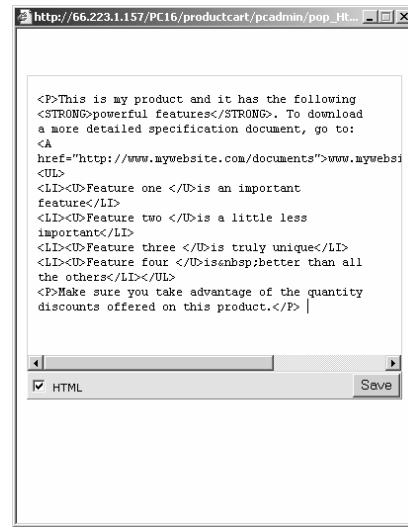 http://66.223.1.157/PC16/productcart/pcadmin/pop_Ht...
<P>This is my product and it has the following
<STRONG>powerful features</STRONG>. To download
a more detailed specification document, go to:
<A
href="http://www.mywebsite.com/documents">www.mywebsi
<UL>
<LI><U>Feature one </U>is an important
feature</LI>
<LI><U>Feature two </U>is a little less
important</LI>
<LI><U>Feature three </U>is truly unique</LI>
<LI><U>Feature four </U>is&nbsp;better than all
the others</LI></UL>
<P>Make sure you take advantage of the quantity
discounts offered on this product.</P>
HTML
Save